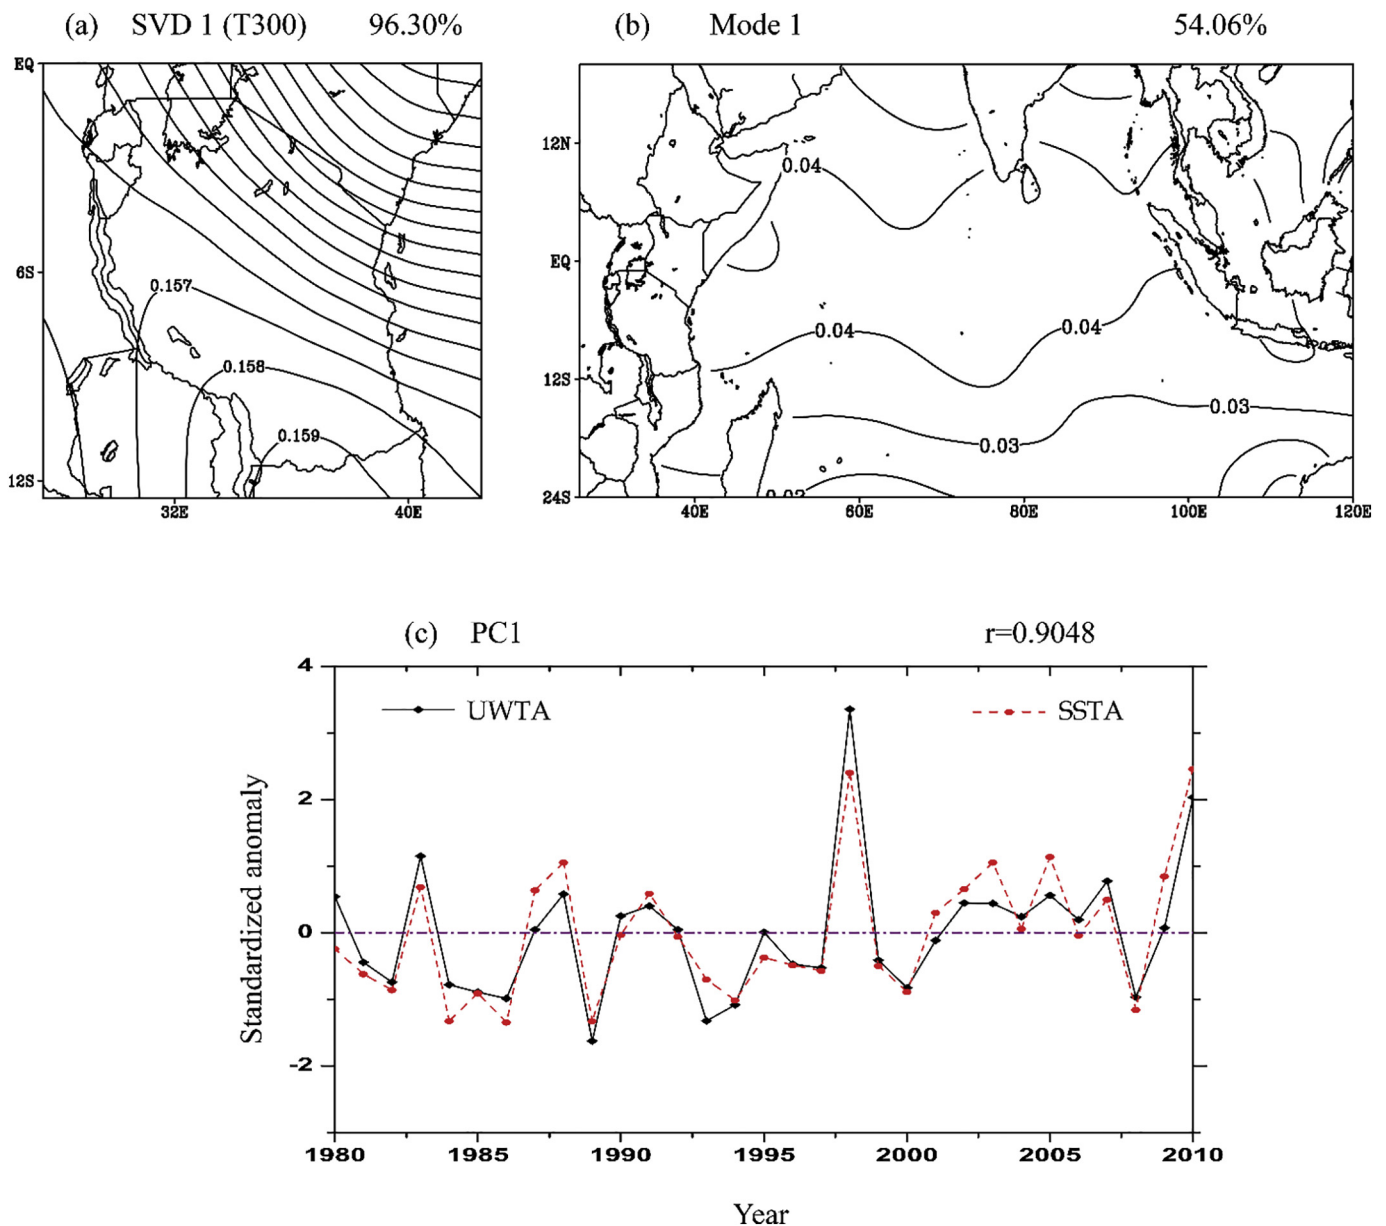 (a) SVD 1 (T300) 96.30%
(b) Mode 1 54.06%
EQ
6S
12S
32E 40E
0.157
0.158
0.159
12N
EQ
12S
24S
40E 60E 80E 100E 120E
0.04
0.04 0.04
0.03
0.03
(c) PC1 r=0.9048
UWTA SSTA
Standardized anomaly
4
2
0
-2
1980 1985 1990 1995 2000 2005 2010
Year